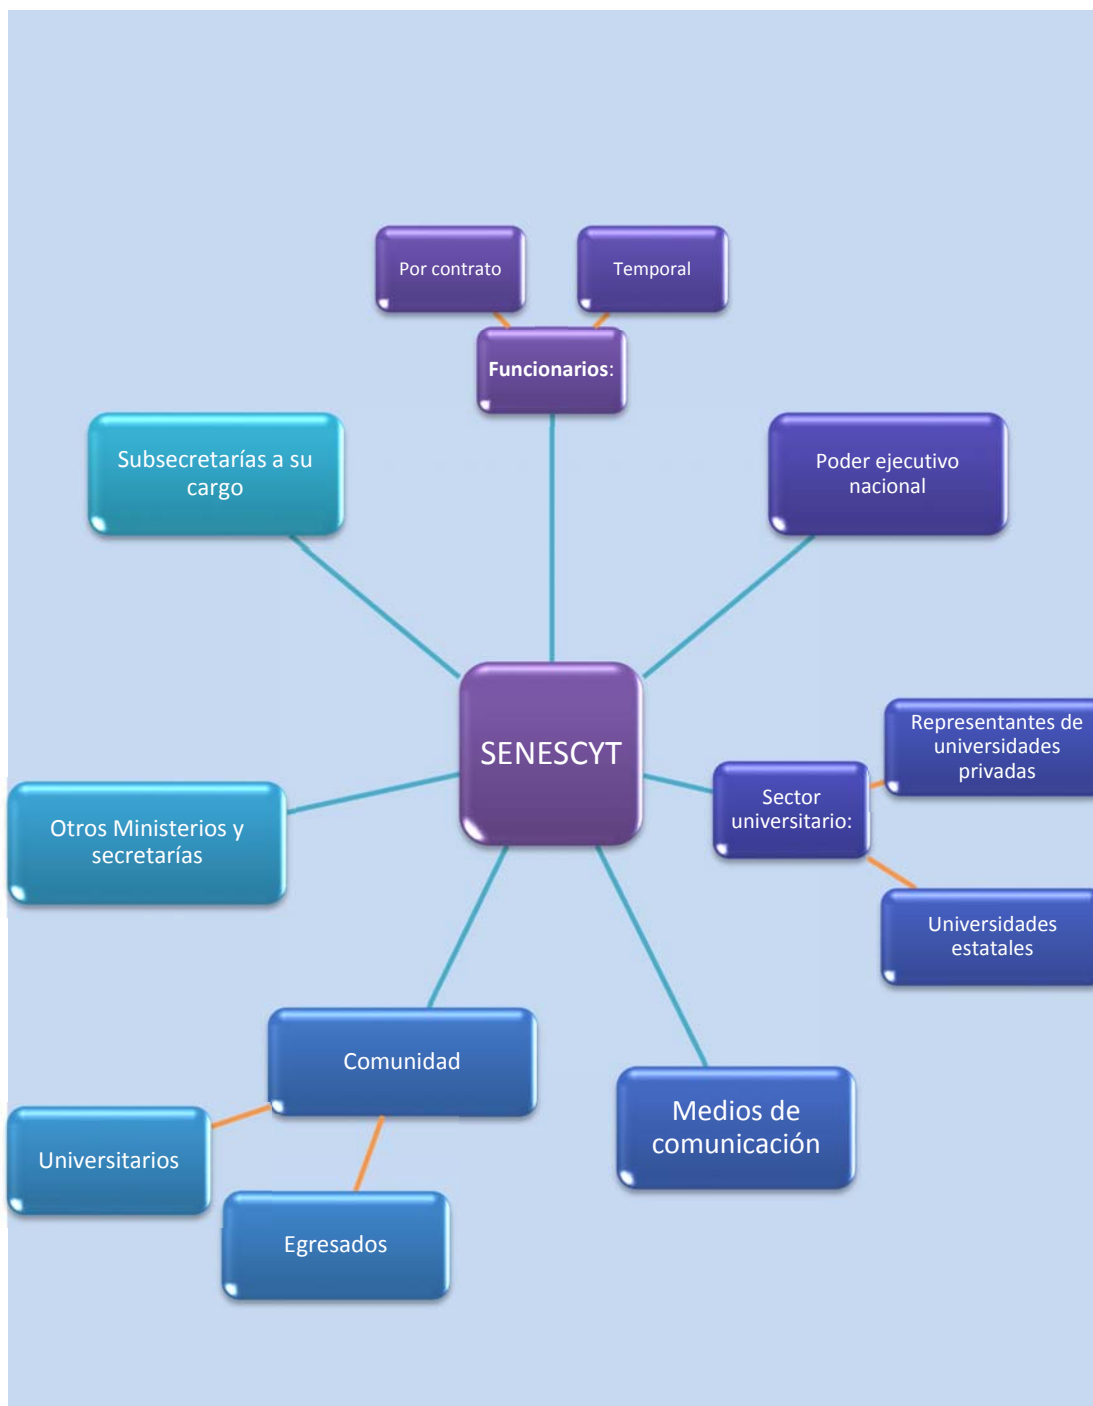 Por contrato
Temporal
Funcionarios:
Subsecretarías a su
cargo
Poder ejecutivo
nacional
SENESCYT
Representantes de
universidades
privadas
Sector
universitario:
Otros Ministerios y
secretarías
Universidades
estatales
Comunidad
Medios de
comunicación
Universitarios
Egresados